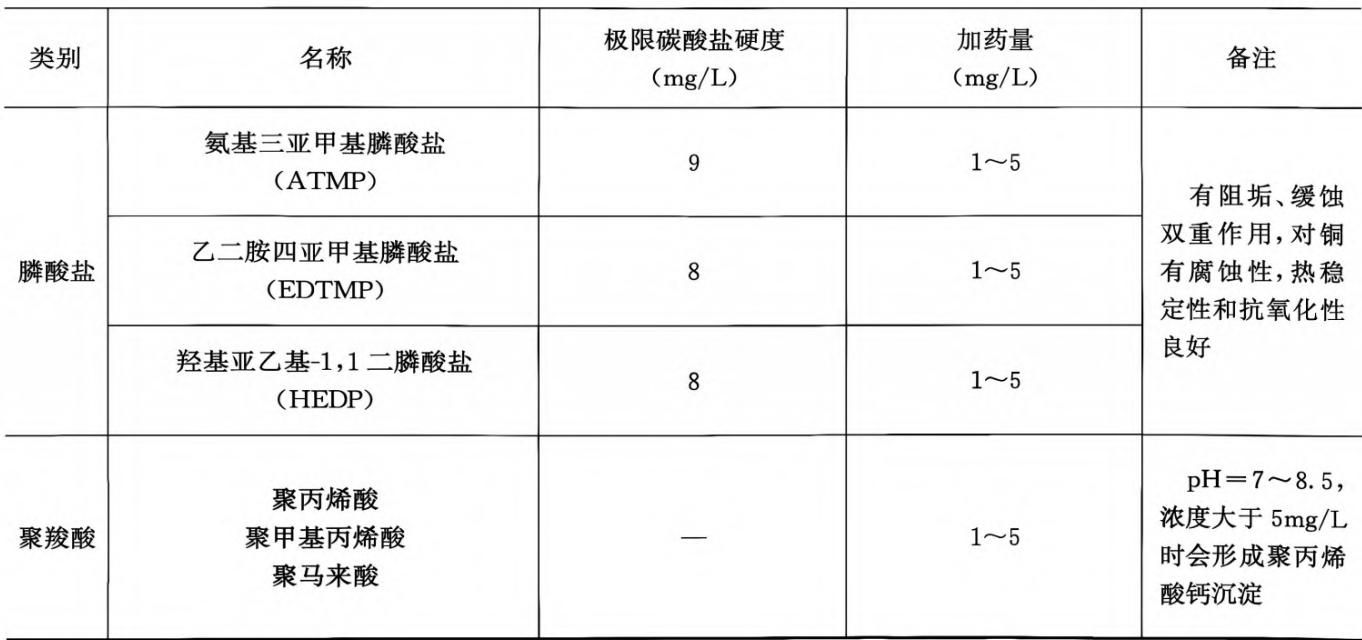 类别
名称
极限碳酸盐硬度
（mg/L）
加药量
（mg/L）
备注
膦酸盐
氨基三亚甲基膦酸盐
（ATMP）
9
1～5
乙二胺四亚甲基膦酸盐
（EDTMP）
8
1～5
羟基亚乙基-1,1二膦酸盐
（HEDP）
8
1～5
有阻垢、缓蚀
双重作用,对铜
有腐蚀性,热稳
定性和抗氧化性
良好
聚羧酸
聚丙烯酸
聚甲基丙烯酸
聚马来酸
—
1～5
pH＝7～8.5,
浓度大于5mg/L
时会形成聚丙烯
酸钙沉淀